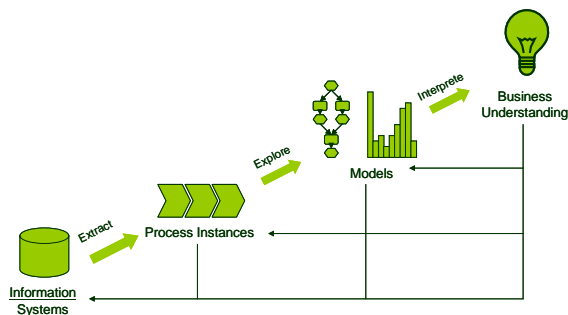 Interprete
Business
Understanding
Explore
Models
Extract
Process Instances
Information
Systems